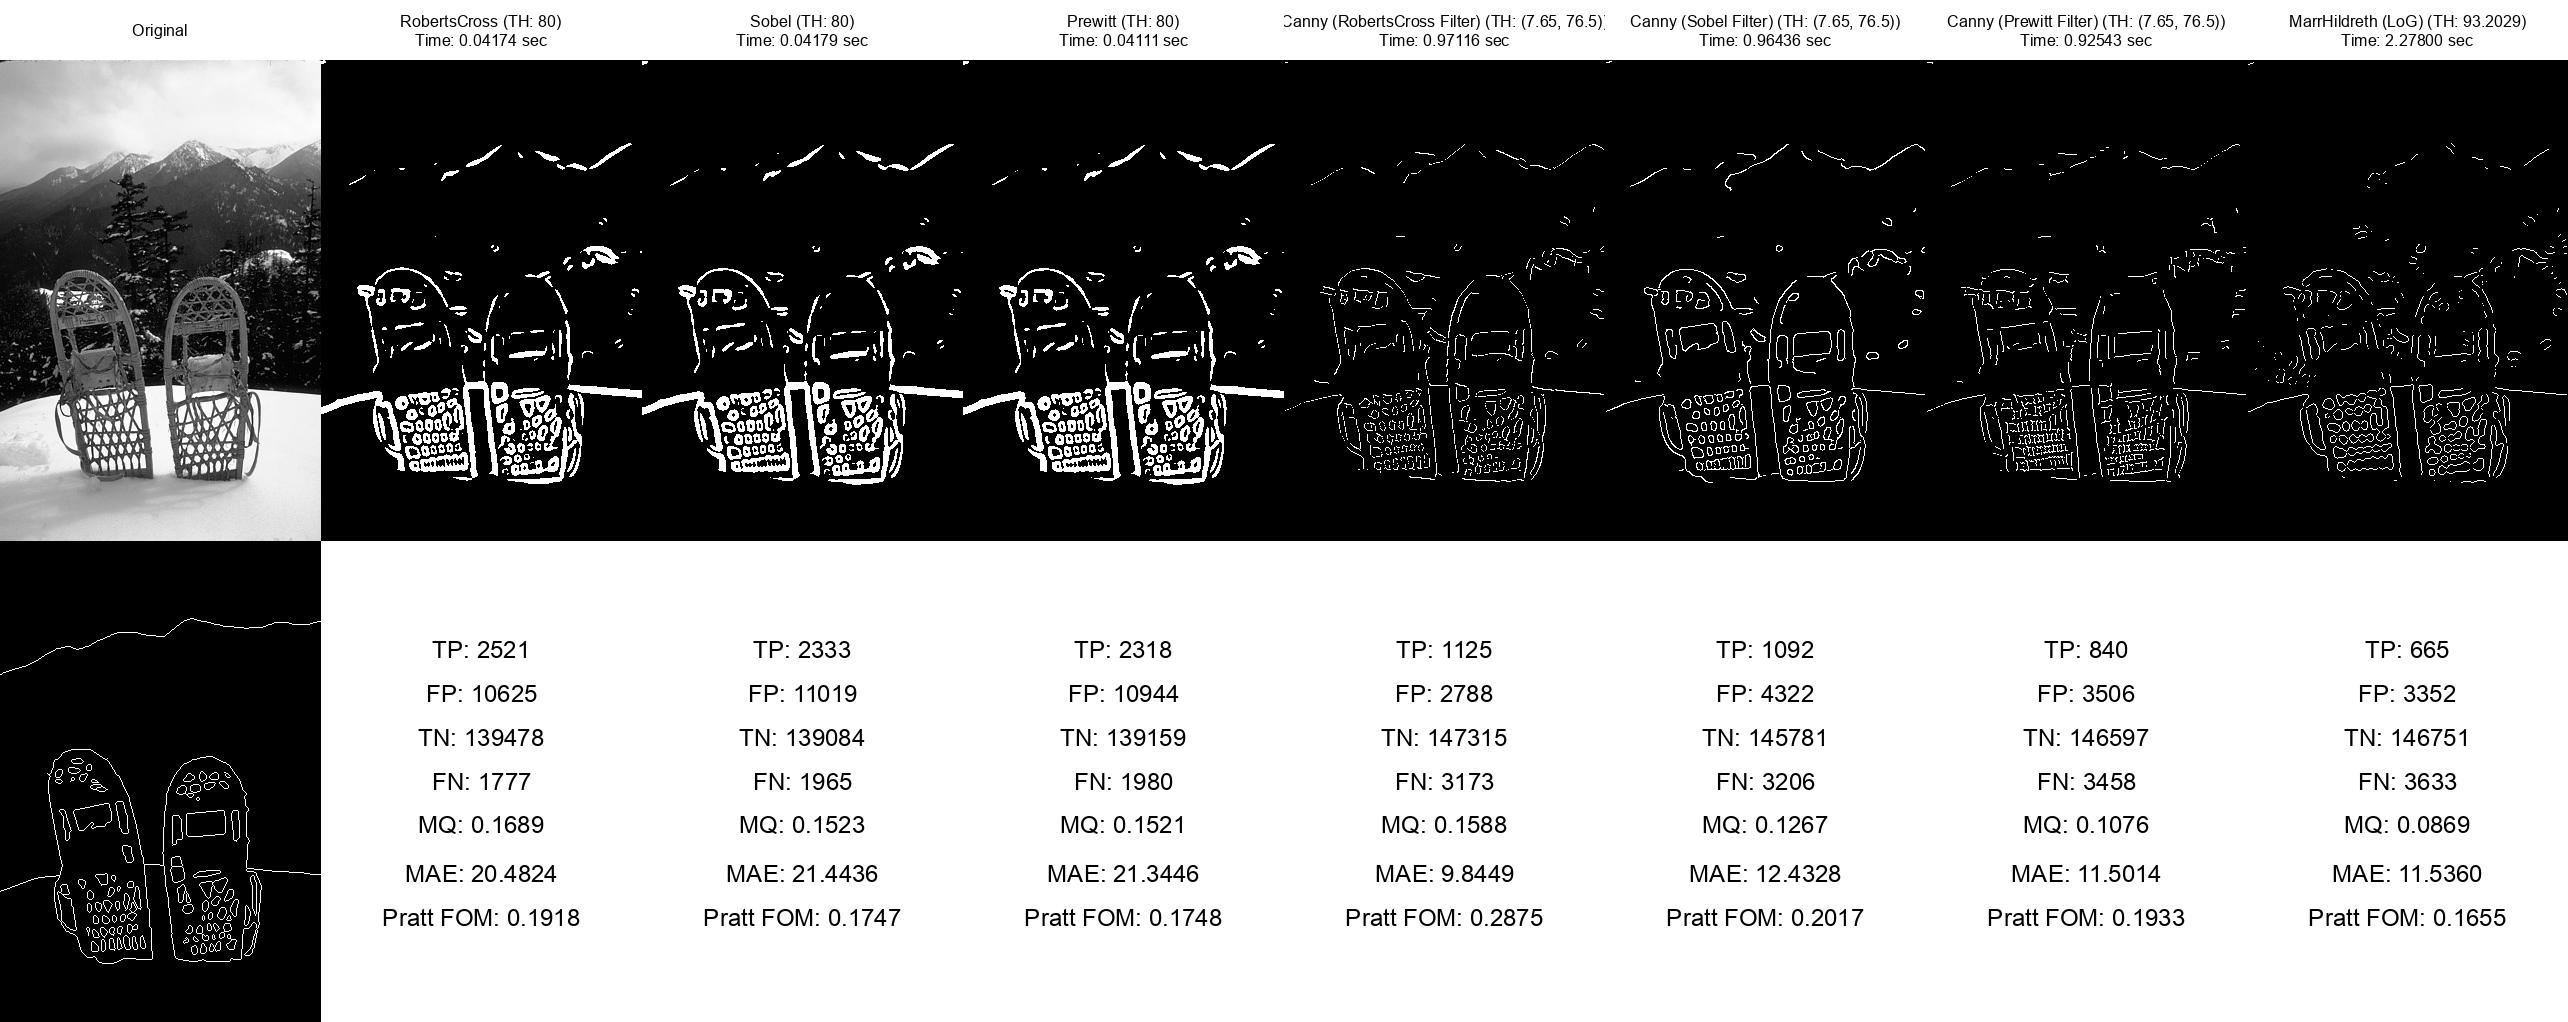 Original
RobertsCross (TH: 80)
Time: 0.04174 sec
Sobel (TH: 80)
Time: 0.04179 sec
Prewitt (TH: 80)
Time: 0.04111 sec
Canny (RobertsCross Filter) (TH: (7.65, 76.5))
Time: 0.97116 sec
Canny (Sobel Filter) (TH: (7.65, 76.5))
Time: 0.96436 sec
Canny (Prewitt Filter) (TH: (7.65, 76.5))
Time: 0.92543 sec
MarrHildreth (LoG) (TH: 93.2029)
Time: 2.27800 sec
TP: 2521
FP: 10625
TN: 139478
FN: 1777
MQ: 0.1689
MAE: 20.4824
Pratt FOM: 0.1918
TP: 2333
FP: 11019
TN: 139084
FN: 1965
MQ: 0.1523
MAE: 21.4436
Pratt FOM: 0.1747
TP: 2318
FP: 10944
TN: 139159
FN: 1980
MQ: 0.1521
MAE: 21.3446
Pratt FOM: 0.1748
TP: 1125
FP: 2788
TN: 147315
FN: 3173
MQ: 0.1588
MAE: 9.8449
Pratt FOM: 0.2875
TP: 1092
FP: 4322
TN: 145781
FN: 3206
MQ: 0.1267
MAE: 12.4328
Pratt FOM: 0.2017
TP: 840
FP: 3506
TN: 146597
FN: 3458
MQ: 0.1076
MAE: 11.5014
Pratt FOM: 0.1933
TP: 665
FP: 3352
TN: 146751
FN: 3633
MQ: 0.0869
MAE: 11.5360
Pratt FOM: 0.1655